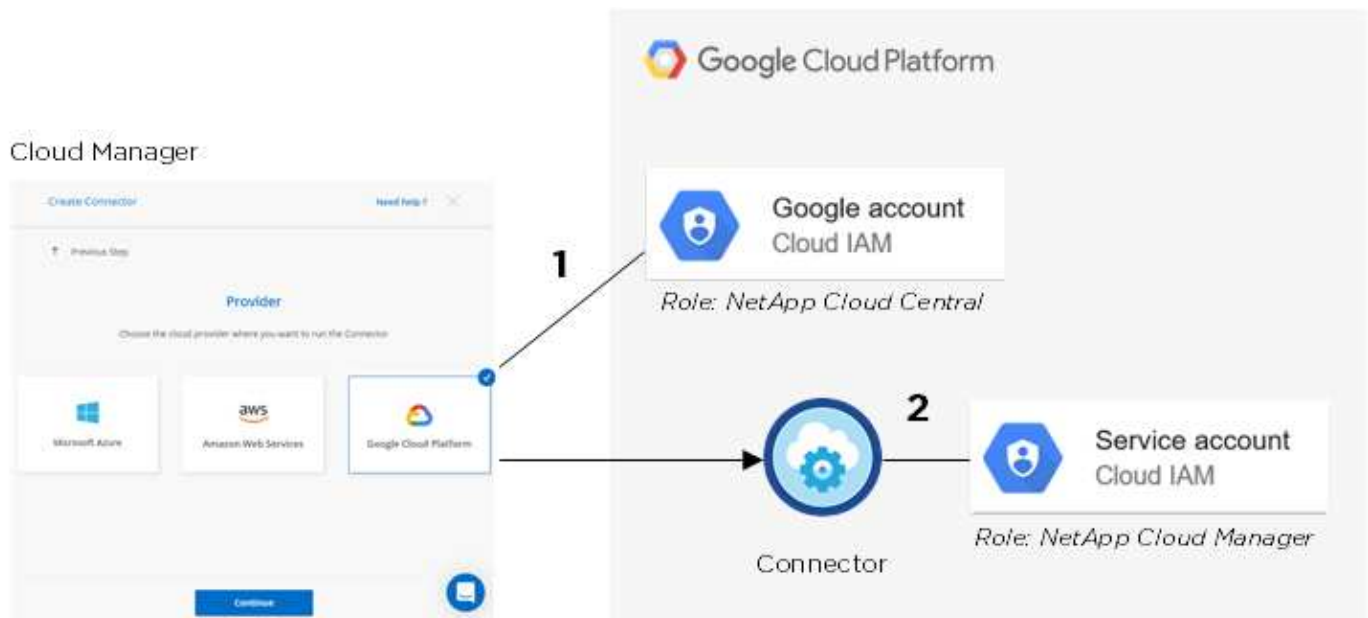 Google Cloud Platform
Cloud Manager
Create Connector
Need help ?
Previous Step
Provider
Choose the cloud provider where you want to run the Connector
Microsoft Azure
aws
Amazon Web Services
Google Cloud Platform
Continue
1
Google account
Cloud IAM
Role: NetApp Cloud Central
2
Connector
Service account
Cloud IAM
Role: NetApp Cloud Manager